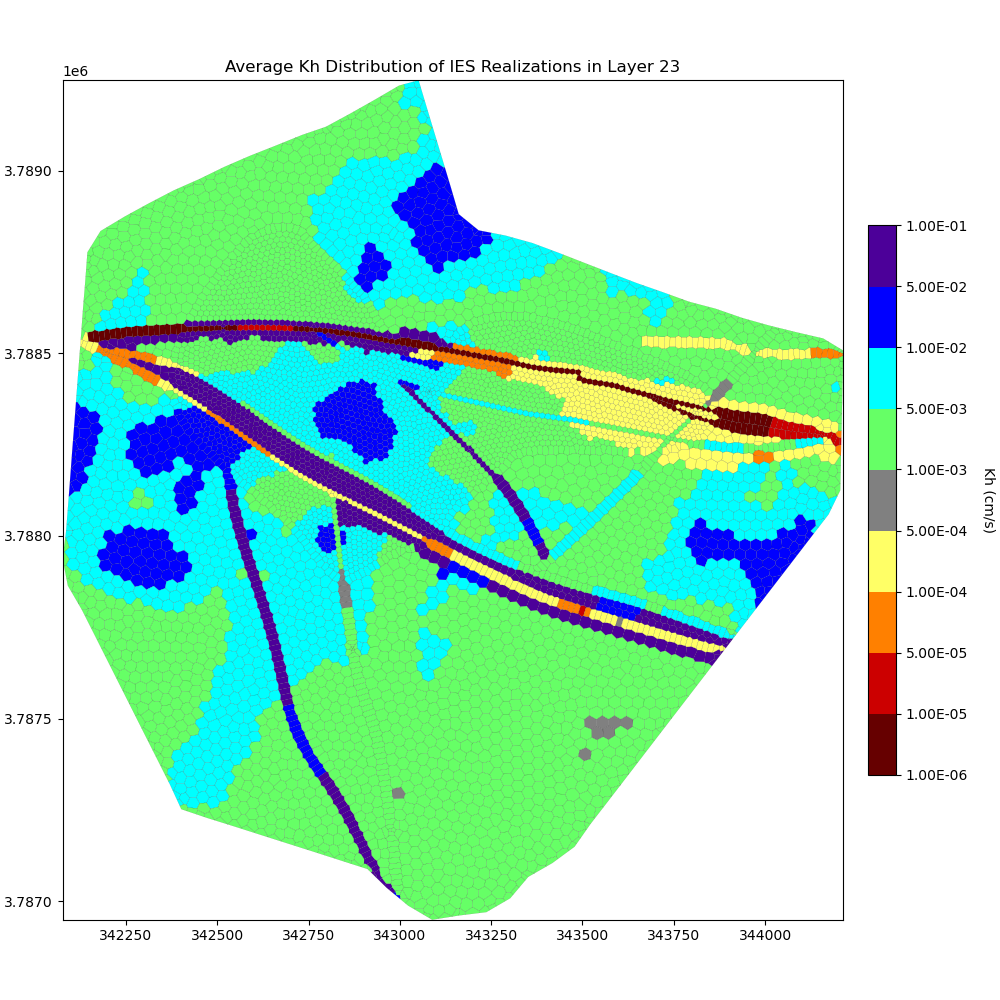 Average Kh Distribution of IES Realizations in Layer 23
1e6
3.7890
3.7885
3.7880
3.7875
3.7870
342250 342500 342750 343000 343250 343500 343750 344000
1.00E-01
5.00E-02
1.00E-02
5.00E-03
1.00E-03
5.00E-04
1.00E-04
5.00E-05
1.00E-05
1.00E-06
Kh (cm/s)